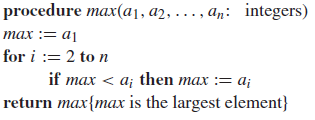 procedure max(a₁, a₂, . . . , aₙ: integers)
max := a₁
for i := 2 to n
if max < aᵢ then max := aᵢ
return max{max is the largest element}